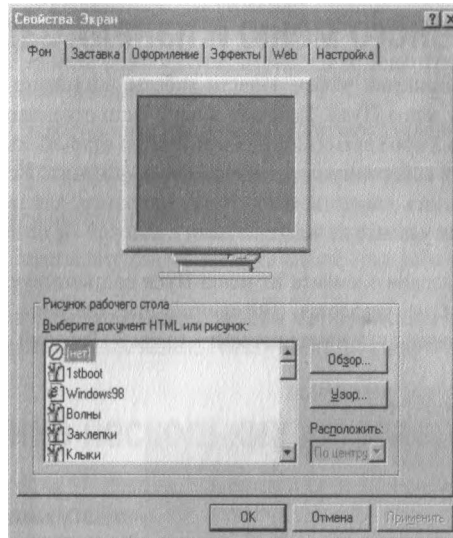 Свойства: Экран
Фон Заставка Оформление Эффекты Web Настройка
Рисунок рабочего стола
Выберите документ HTML или рисунок:
(нет)
1stboot
Windows98
Волны
Заклепки
Клыки
Обзор...
Узор...
Расположить:
По центру
ОК Отмена Применить